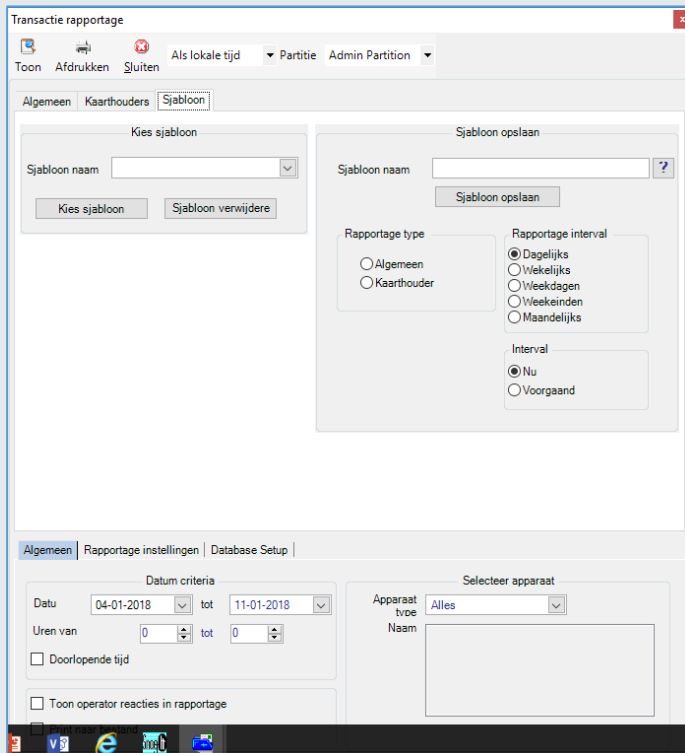 Transactie rapportage
Toon Afdrukken Sluiten Als lokale tijd Partitie Admin Partition
Algemeen Kaarthouders Sjabloon
Kies sjabloon
Sjabloon naam
Kies sjabloon Sjabloon verwijdere
Sjabloon opslaan
Sjabloon naam ?
Sjabloon opslaan
Rapportage type
Algemeen
Kaarthouder
Rapportage interval
Dagelijks
Wekelijks
Weekdagen
Weekeinden
Maandelijks
Interval
Nu
Voorgaand
Algemeen Rapportage instellingen Database Setup
Datum criteria
Datu 04-01-2018 tot 11-01-2018
Uren van 0 tot 0
Doorlopende tijd
Toon operator reacties in rapportage
Print naar bestand
Selecteer apparaat
Apparaat type Alles
Naam